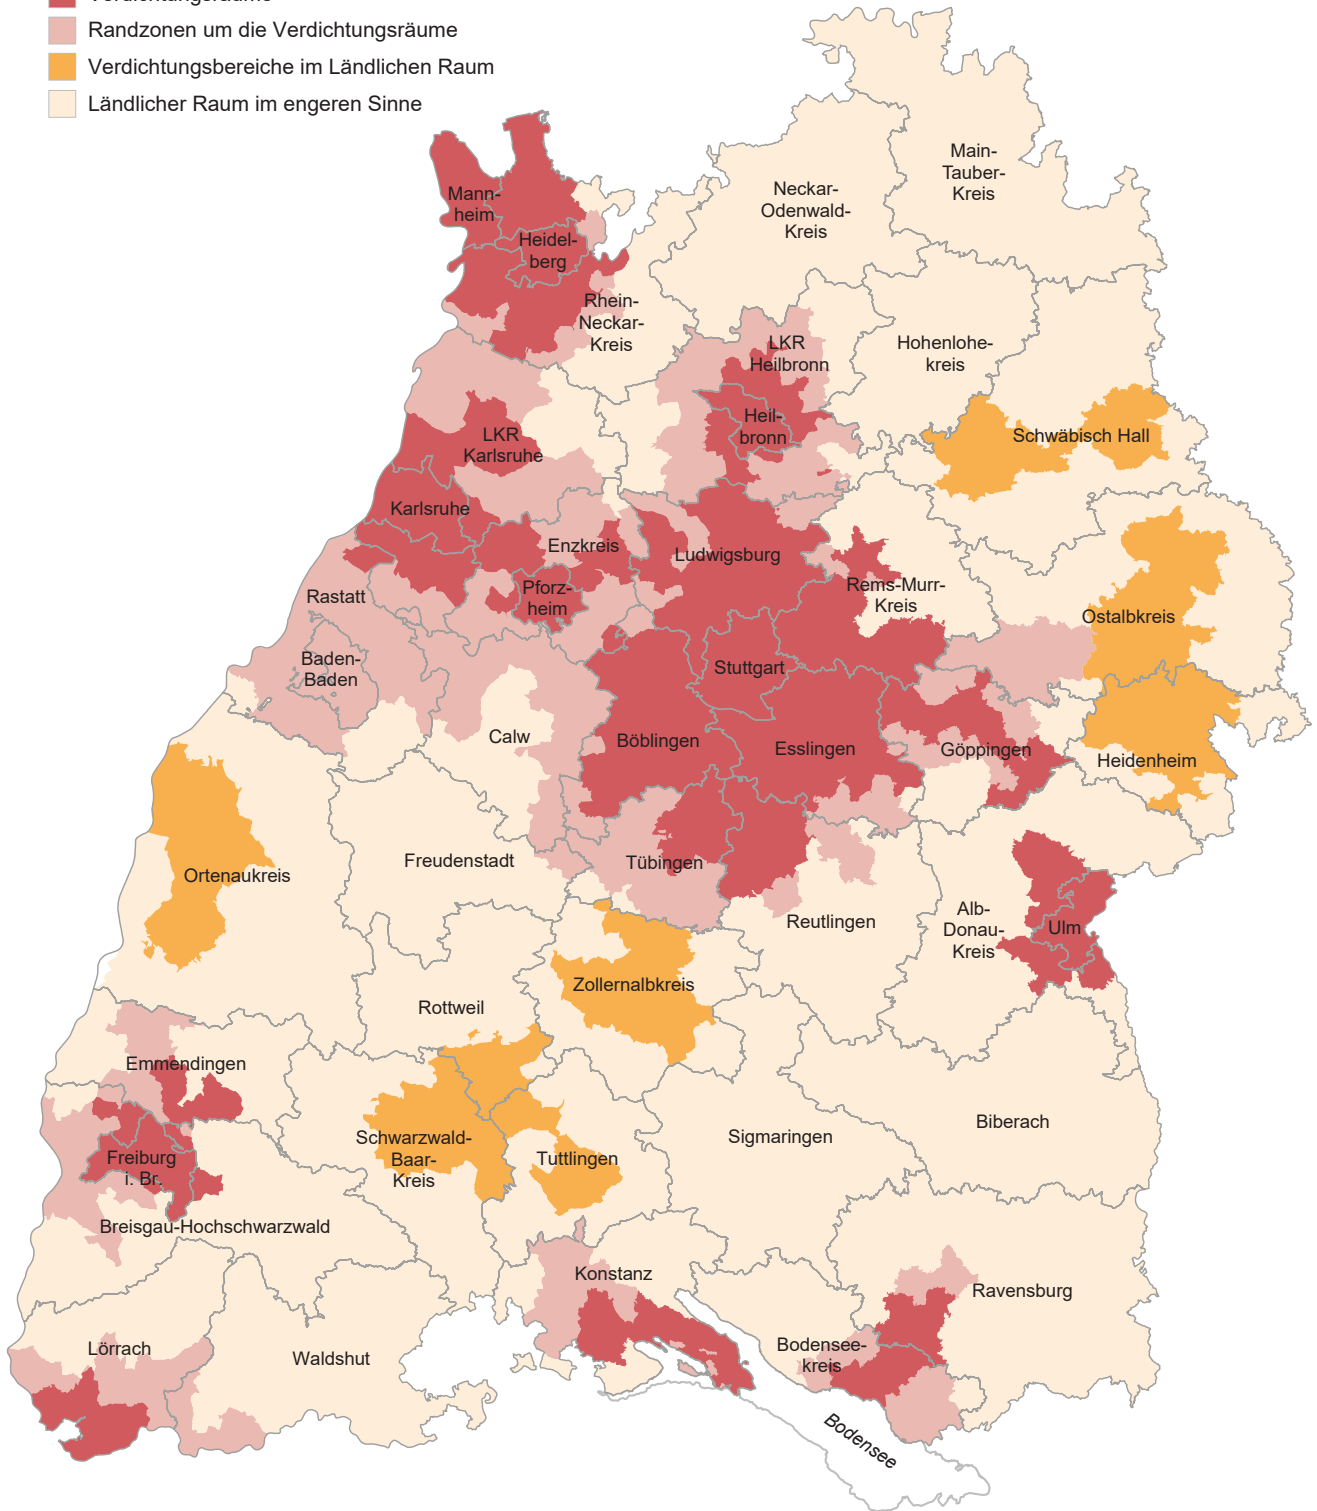 Verdichtungsräume
Randzonen um die Verdichtungsräume
Verdichtungsbereiche im Ländlichen Raum
Ländlicher Raum im engeren Sinne
Main-
Tauber-
Kreis
Neckar-
Odenwald-
Kreis
Mann-
heim
Heidel-
berg
Rhein-
Neckar-
Kreis
LKR
Heilbronn
Hohenlohe-
kreis
Heil-
bronn
Schwäbisch Hall
LKR
Karlsruhe
Karlsruhe
Enzkreis
Ludwigsburg
Pforz-
heim
Rems-Murr-
Kreis
Rastatt
Ostalbkreis
Baden-
Baden
Stuttgart
Calw
Böblingen
Esslingen
Göppingen
Heidenheim
Freudenstadt
Tübingen
Ortenaukreis
Reutlingen
Alb-
Donau-
Kreis
Ulm
Zollernalbkreis
Rottweil
Emmendingen
Biberach
Sigmaringen
Schwarzwald-
Baar-
Kreis
Tuttlingen
Freiburg
i. Br.
Breisgau-Hochschwarzwald
Konstanz
Ravensburg
Lörrach
Waldshut
Bodensee-
kreis
Bodensee